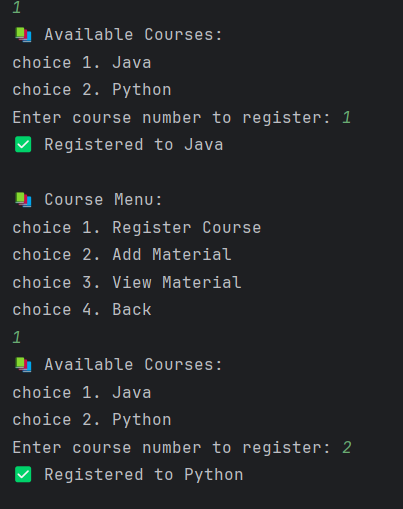 1
📚 Available Courses:
choice 1. Java
choice 2. Python
Enter course number to register: 1
✅ Registered to Java
📚 Course Menu:
choice 1. Register Course
choice 2. Add Material
choice 3. View Material
choice 4. Back
1
📚 Available Courses:
choice 1. Java
choice 2. Python
Enter course number to register: 2
✅ Registered to Python